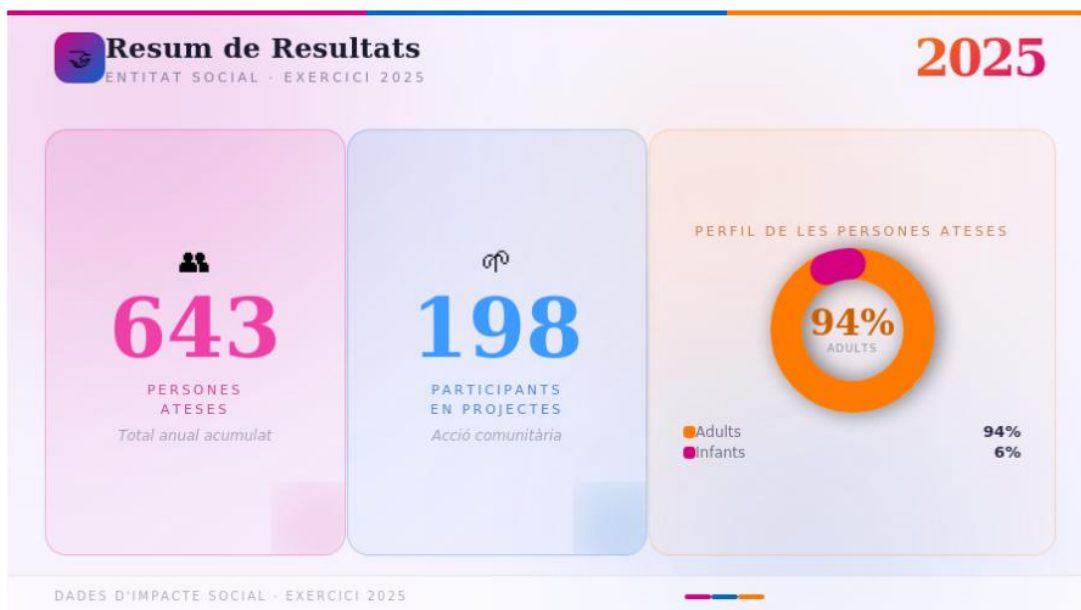 Resum de Resultats
ENTITAT SOCIAL · EXERCICI 2025
2025
643
PERSONES
ATESES
Total anual acumulat
198
PARTICIPANTS
EN PROJECTES
Acció comunitària
PERFIL DE LES PERSONES ATESES
94%
ADULTS
Adults 94%
Infants 6%
DADES D'IMPACTE SOCIAL · EXERCICI 2025